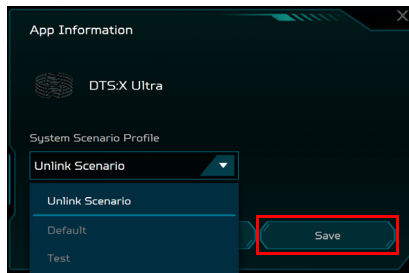 App Information
X
DTS:X Ultra
System Scenario Profile
Unlink Scenario
Unlink Scenario
Default
Save
Test